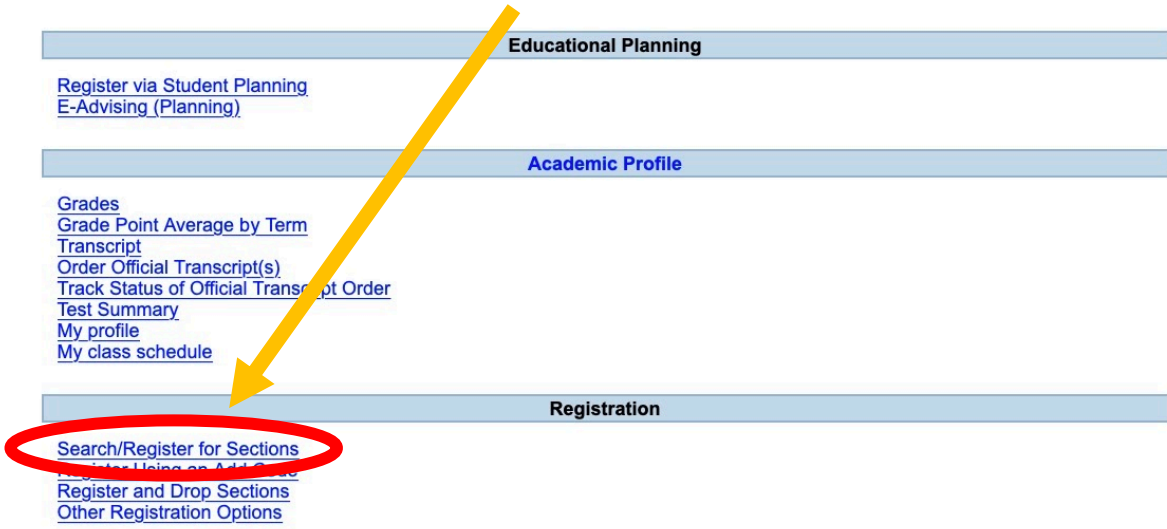 Educational Planning
Register via Student Planning
E-Advising (Planning)
Academic Profile
Grades
Grade Point Average by Term
Transcript
Order Official Transcript(s)
Track Status of Official Transcript Order
Test Summary
My profile
My class schedule
Registration
Search/Register for Sections
Register Using an Add Code
Register and Drop Sections
Other Registration Options